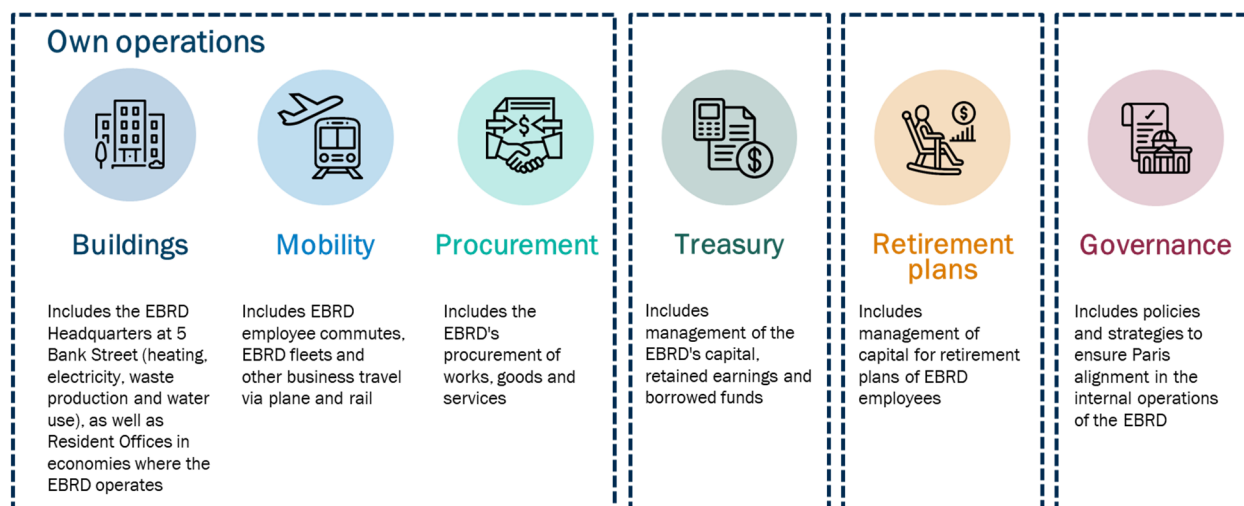 Own operations
Buildings
Includes the EBRD
Headquarters at 5
Bank Street (heating,
electricity, waste
production and water
use), as well as
Resident Offices in
economies where the
EBRD operates
Mobility
Includes EBRD
employee commutes,
EBRD fleets and
other business travel
via plane and rail
Procurement
Includes the
EBRD's
procurement of
works, goods and
services
Treasury
Includes
management of the
EBRD's capital,
retained earnings and
borrowed funds
Retirement
plans
Includes
management of
capital for retirement
plans of EBRD
employees
Governance
Includes policies
and strategies to
ensure Paris
alignment in the
internal operations
of the EBRD